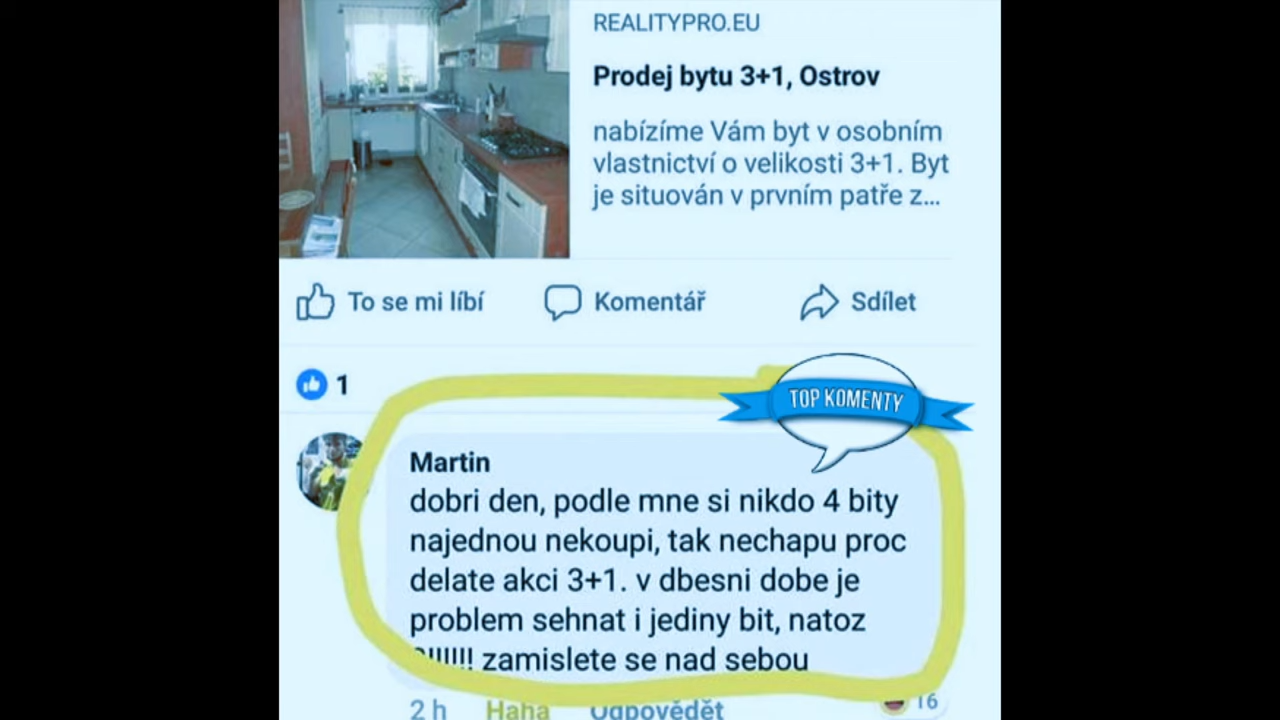 REALITYPRO.EU
Prodej bytu 3+1, Ostrov
nabízíme Vám byt v osobním
vlastnictví o velikosti 3+1. Byt
je situován v prvním patře z...
To se mi líbí
Komentář
Sdílet
1
TOP KOMENTY
Martin
dobri den, podle mne si nikdo 4 bity
najednou nekoupi, tak nechapu proc
delate akci 3+1. v dbesni dobe je
problem sehnat i jediny bit, natoz
!!!!!! zamislete se nad sebou
2 h
Haha
Odpovědět
16